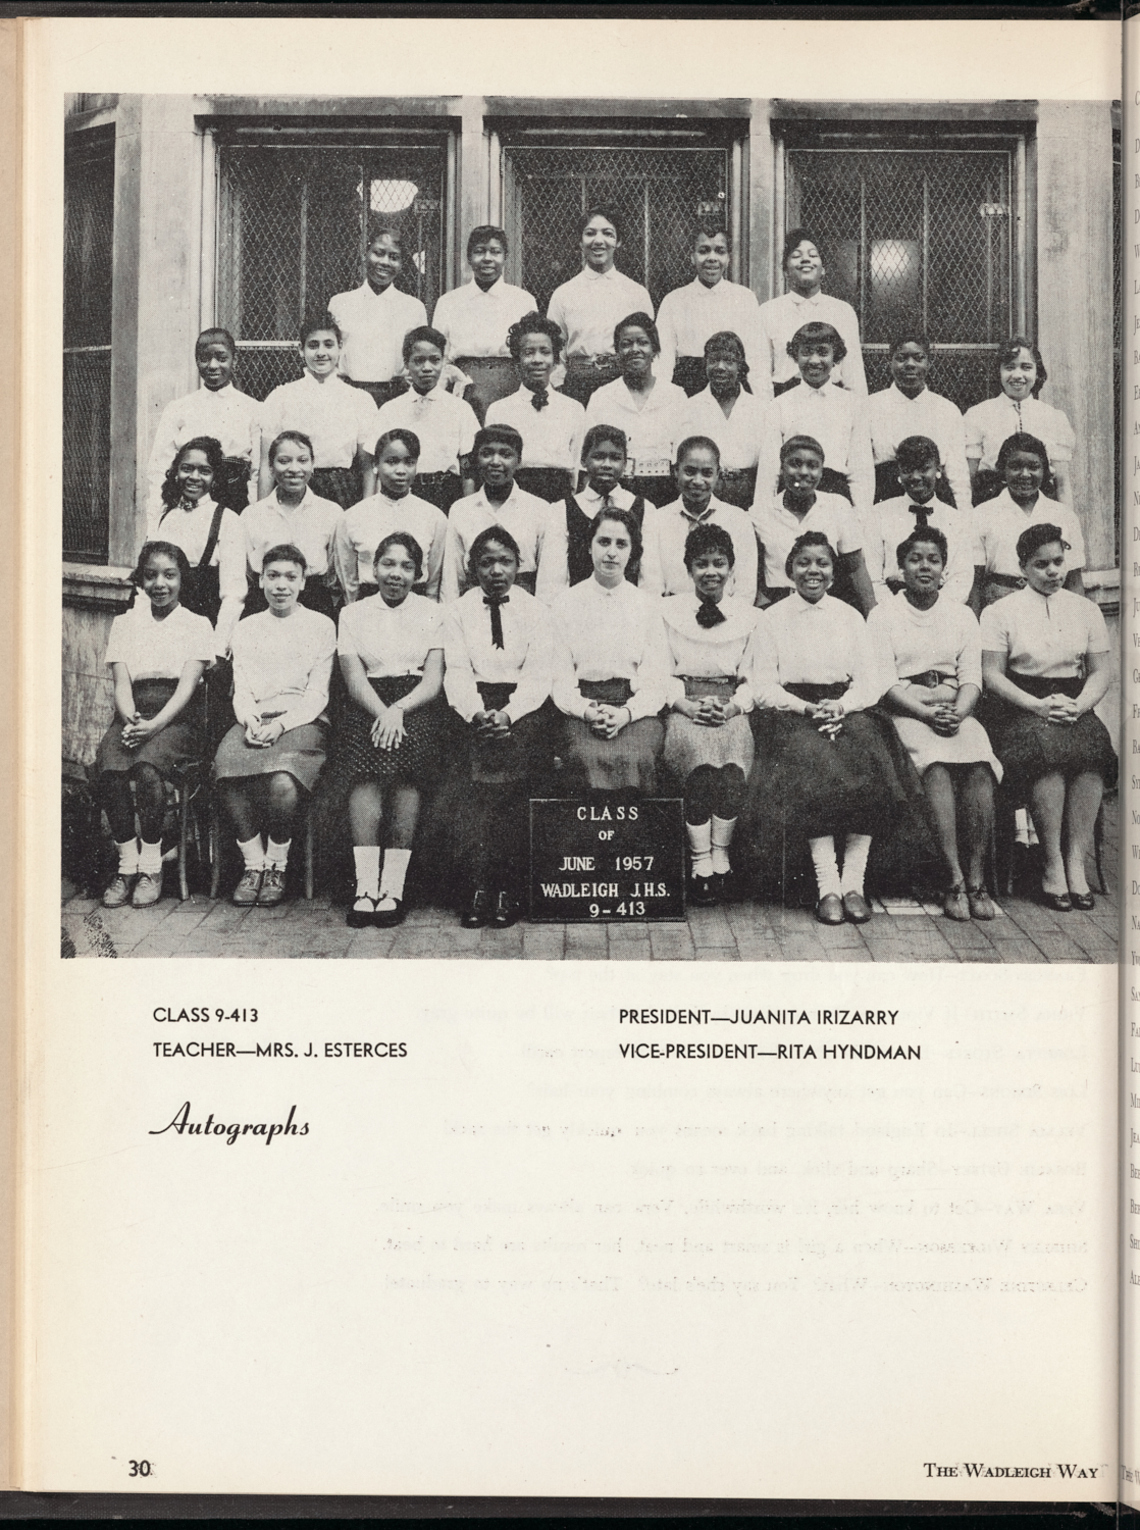 CLASS
OF
JUNE 1957
WADLEIGH J.H.S.
9-413
CLASS 9-413
TEACHER—MRS. J. ESTERCES
PRESIDENT—JUANITA IRIZARRY
VICE-PRESIDENT—RITA HYNDMAN
Autographs
30
THE WADLEIGH WAY